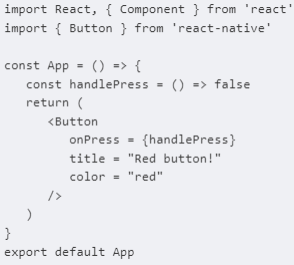 import React, { Component } from 'react'
import { Button } from 'react-native'

const App = () => {
   const handlePress = () => false
   return (
      <Button
         onPress = {handlePress}
         title = "Red button!"
         color = "red"
      />
   )
}
export default App